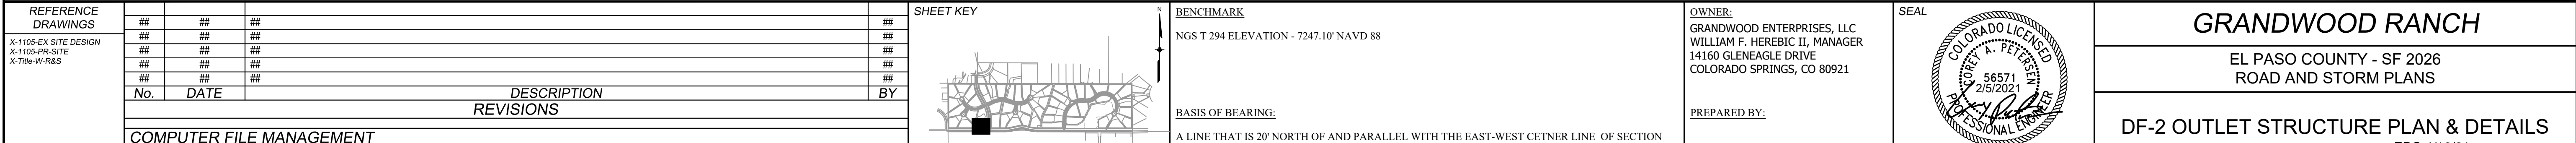 REFERENCE
DRAWINGS
X-1105-EX SITE DESIGN
X-1105-PR-SITE
X-Title-W-R&S
## ## ## ##
## ## ## ##
## ## ## ##
## ## ## ##
## ## ## ##
No. DATE DESCRIPTION BY
REVISIONS
COMPUTER FILE MANAGEMENT
SHEET KEY
N
BENCHMARK
NGS T 294 ELEVATION - 7247.10' NAVD 88
BASIS OF BEARING:
A LINE THAT IS 20' NORTH OF AND PARALLEL WITH THE EAST-WEST CETNER LINE OF SECTION
OWNER:
GRANDWOOD ENTERPRISES, LLC
WILLIAM F. HEREBIC II, MANAGER
14160 GLENEAGLE DRIVE
COLORADO SPRINGS, CO 80921
PREPARED BY:
SEAL
COLORADO LICENSED
COREY A. PETERSEN
56571
2/5/2021
PROFESSIONAL ENGINEER
GRANDWOOD RANCH
EL PASO COUNTY - SF 2026
ROAD AND STORM PLANS
DF-2 OUTLET STRUCTURE PLAN & DETAILS